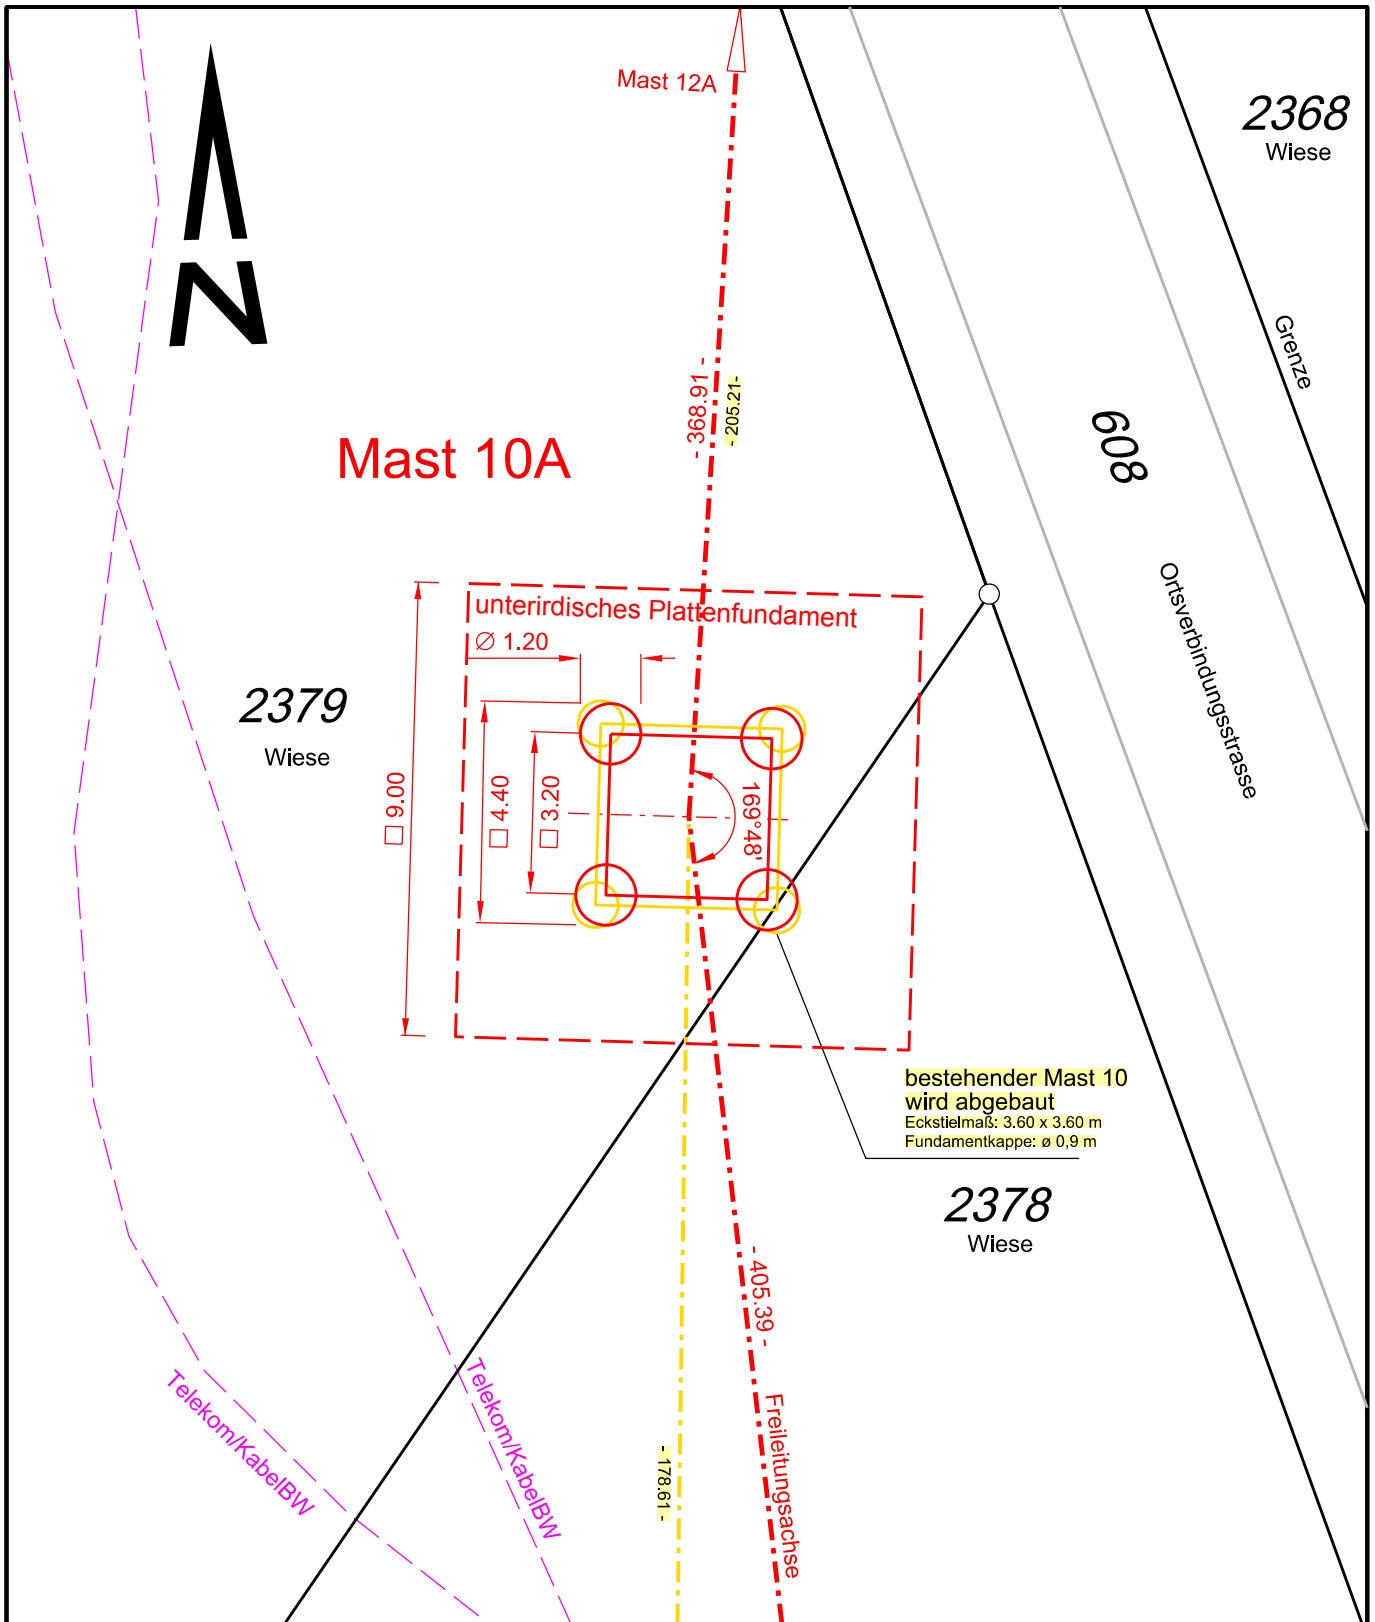 Mast 12A
2368
Wiese
N
Grenze
- 368.91 -
- 205.21-
Mast 10A
608
Ortsverbindungsstrasse
unterirdisches Plattenfundament
Ø 1.20
2379
Wiese
□ 9.00
□ 4.40
□ 3.20
169°48'
bestehender Mast 10
wird abgebaut
Eckstielmaß: 3.60 x 3.60 m
Fundamentkappe: ø 0,9 m
2378
Wiese
- 405.39 -
Freileitungsachse
- 178.61 -
Telekom/KabelBW
Telekom/KabelBW